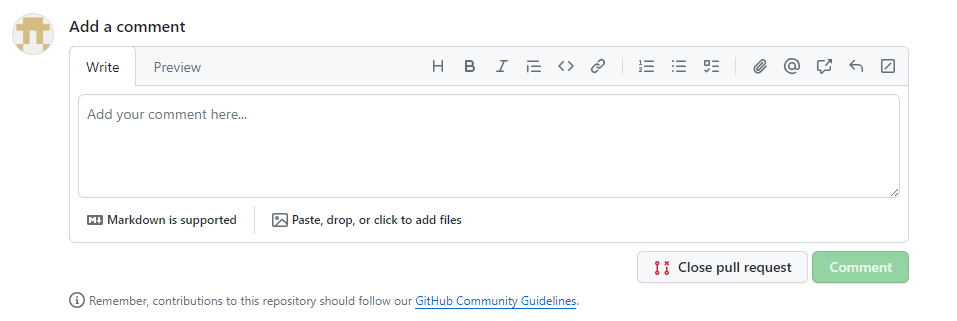 Add a comment
Write Preview H B I
Add your comment here...
Markdown is supported Paste, drop, or click to add files
Close pull request Comment
Remember, contributions to this repository should follow our GitHub Community Guidelines.